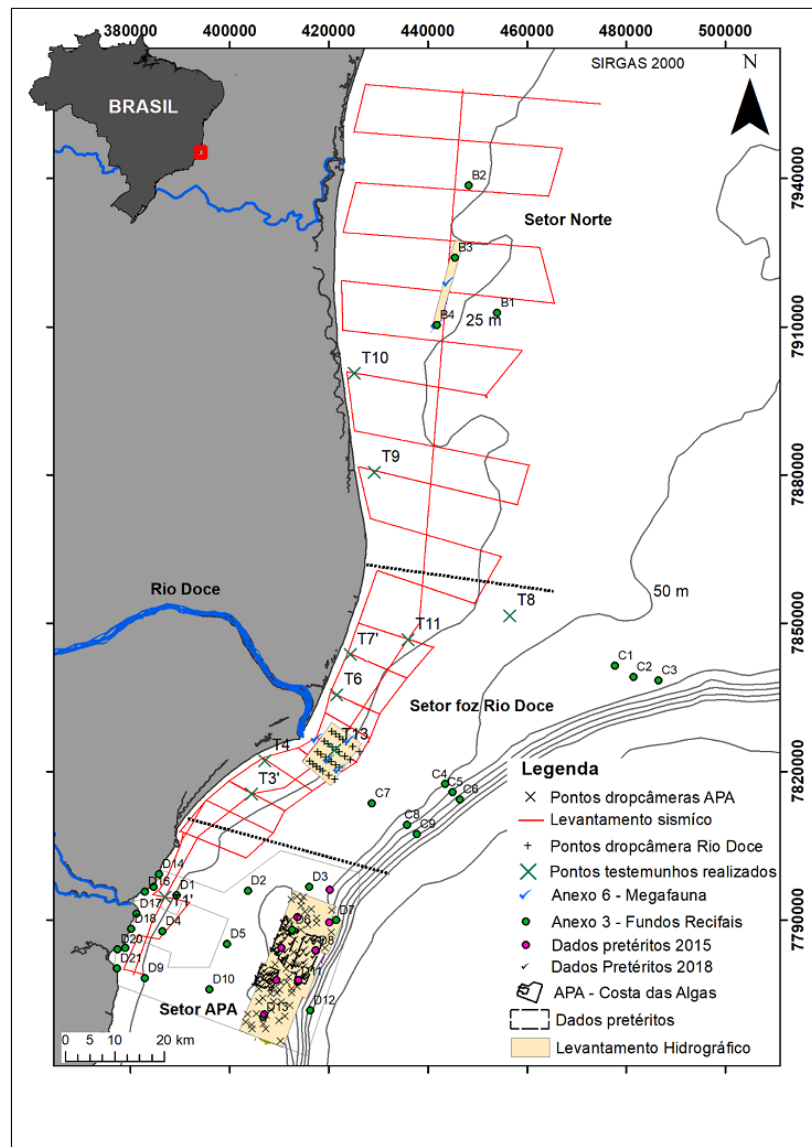 380000 400000 420000 440000 460000 480000 500000
SIRGAS 2000
N
BRASIL
7940000
B2
Setor Norte
B3
B1
B4
25 m
7910000
T10
T9
7880000
Rio Doce
T8
50 m
7850000
T11
T7'
C1
C2
C3
T6
Setor foz Rio Doce
T13
T4
7820000
T3'
C4
C5
C6
C7
C8
C9
Legenda
Pontos dropcâmeras APA
Levantamento sismíco
Pontos dropcâmera Rio Doce
Pontos testemunhos realizados
Anexo 6 - Megafauna
Anexo 3 - Fundos Recifais
Dados pretéritos 2015
Dados Pretéritos 2018
APA - Costa das Algas
Dados pretéritos
Levantamento Hidrográfico
D14
D16
D1
D2
D3
D17
D18
D4
D6
D7
7790000
D20
D5
D8
D21
D9
D10
D12
D13
Setor APA
0 5 10 20 km